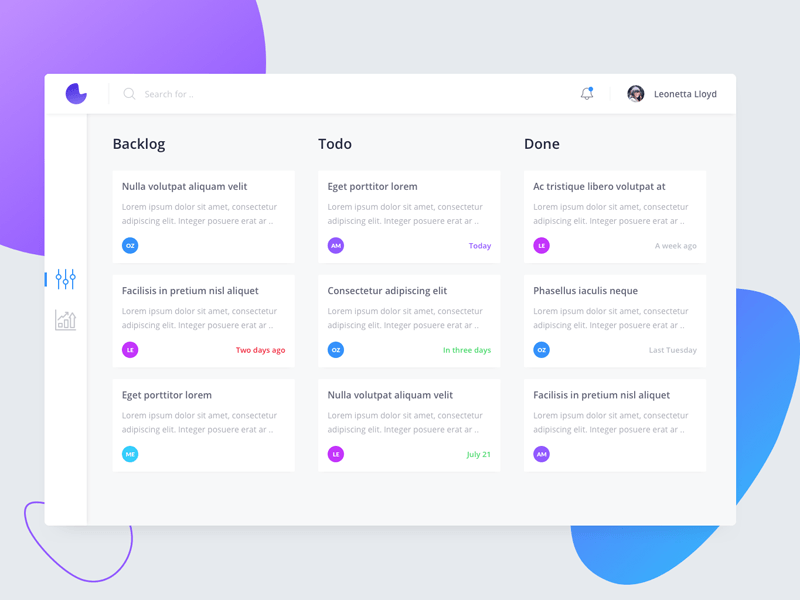 Search for ..
Leonetta Lloyd
Backlog
Nulla volutpat aliquam velit
Lorem ipsum dolor sit amet, consectetur
adipiscing elit. Integer posuere erat ar ..
OZ
Facilisis in pretium nisl aliquet
Lorem ipsum dolor sit amet, consectetur
adipiscing elit. Integer posuere erat ar ..
LE Two days ago
Eget porttitor lorem
Lorem ipsum dolor sit amet, consectetur
adipiscing elit. Integer posuere erat ar ..
ME
Todo
Eget porttitor lorem
Lorem ipsum dolor sit amet, consectetur
adipiscing elit. Integer posuere erat ar ..
AM Today
Consectetur adipiscing elit
Lorem ipsum dolor sit amet, consectetur
adipiscing elit. Integer posuere erat ar ..
OZ In three days
Nulla volutpat aliquam velit
Lorem ipsum dolor sit amet, consectetur
adipiscing elit. Integer posuere erat ar ..
LE July 21
Done
Ac tristique libero volutpat at
Lorem ipsum dolor sit amet, consectetur
adipiscing elit. Integer posuere erat ar ..
LE A week ago
Phasellus iaculis neque
Lorem ipsum dolor sit amet, consectetur
adipiscing elit. Integer posuere erat ar ..
OZ Last Tuesday
Facilisis in pretium nisl aliquet
Lorem ipsum dolor sit amet, consectetur
adipiscing elit. Integer posuere erat ar ..
AM